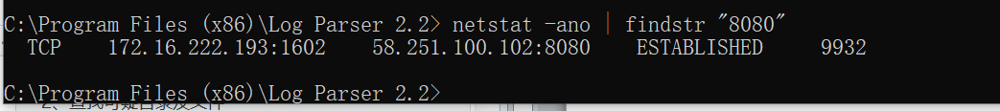 C:\Program Files (x86)\Log Parser 2.2> netstat -ano | findstr "8080"
TCP 172.16.222.193:1602 58.251.100.102:8080 ESTABLISHED 9932
C:\Program Files (x86)\Log Parser 2.2>